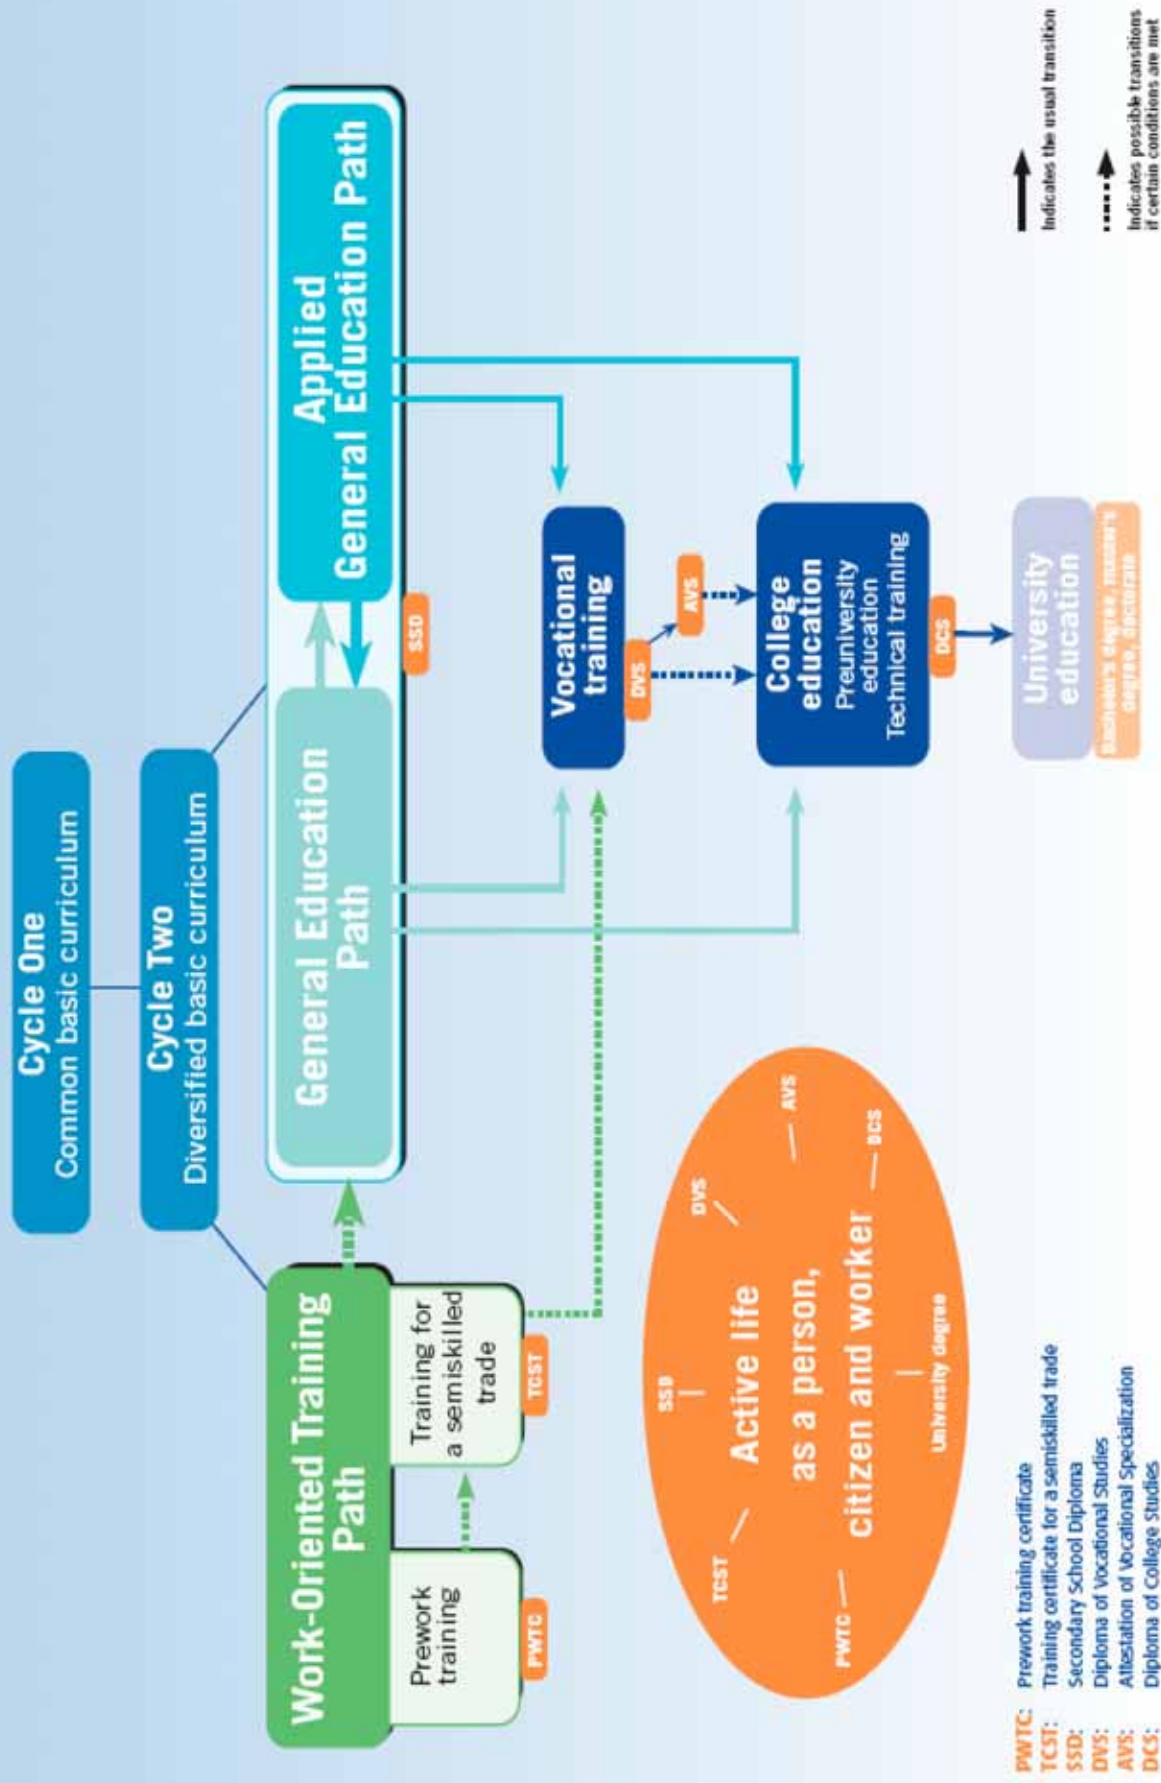 Cycle One
Common basic curriculum
Cycle Two
Diversified basic curriculum
Work-Oriented Training
Path
Prework
training
PWTC
Training for
a semiskilled
trade
TCST
General Education
Path
Applied
General Education Path
SSD
Vocational
training
DVS
AVS
College
education
Preuniversity
education
Technical training
DCS
University
education
Bachelor's degree, master's
degree, doctorate
SSD
DVS
TCST
AVS
Active life
as a person,
citizen and worker
PWTC
DCS
University degree
PWTC: Prework training certificate
TCST: Training certificate for a semiskilled trade
SSD: Secondary School Diploma
DVS: Diploma of Vocational Studies
AVS: Attestation of Vocational Specialization
DCS: Diploma of College Studies
Indicates the usual transition
Indicates possible transitions
if certain conditions are met